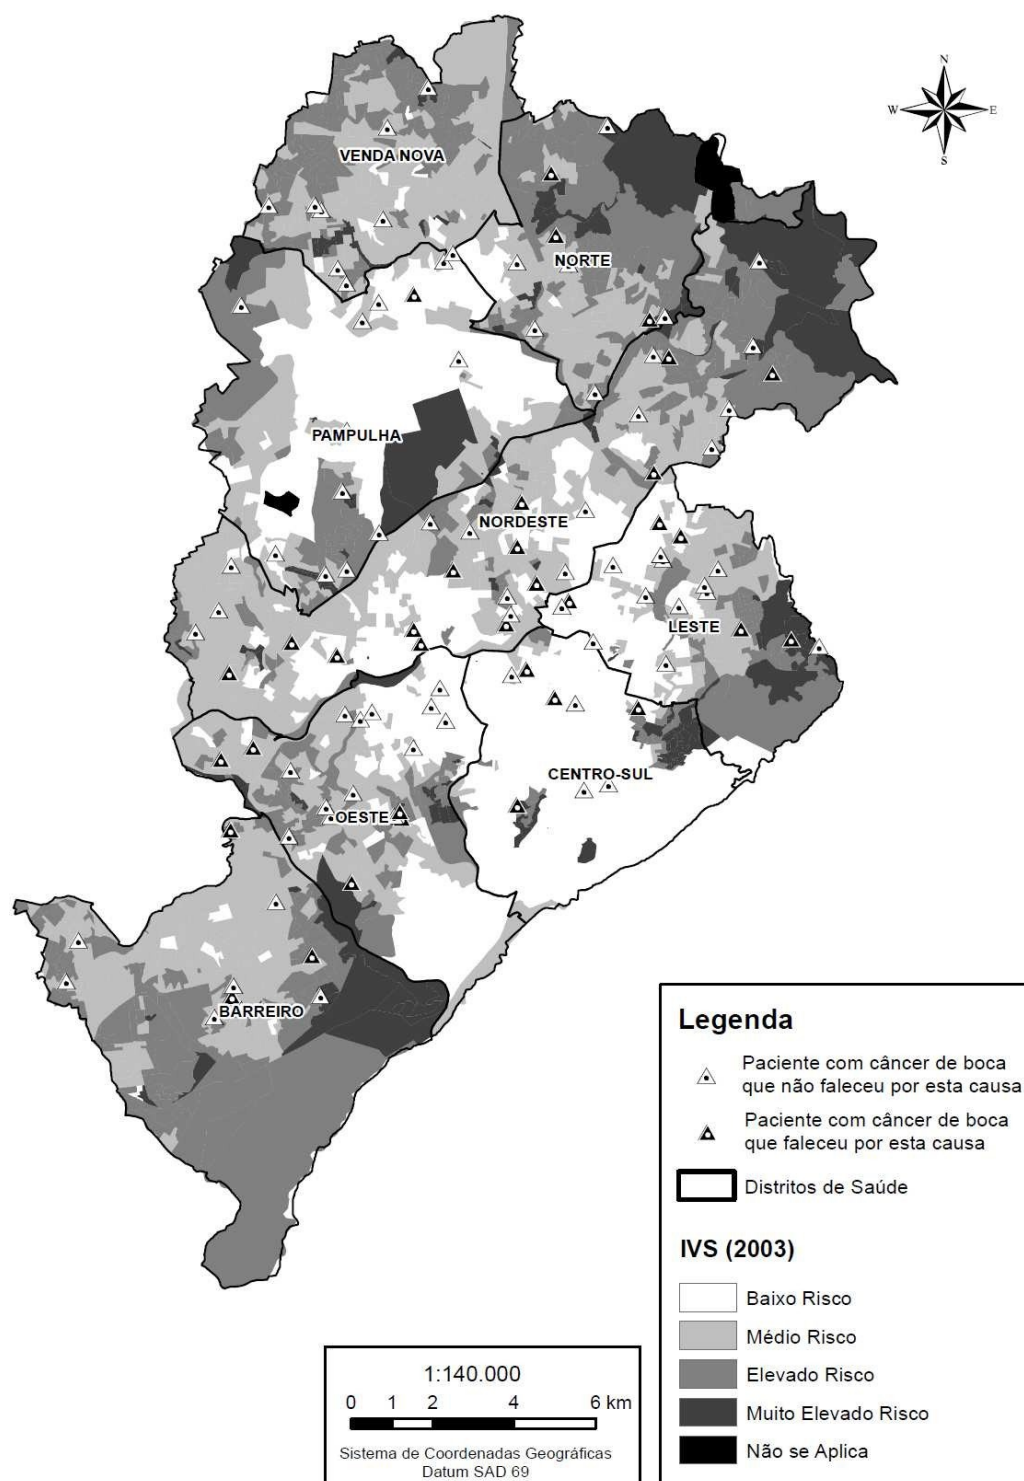 N
W
E
S
VENDA NOVA
NORTE
PAMPULHA
NORDESTE
LESTE
CENTRO-SUL
OESTE
BARREIRO
Legenda
Paciente com câncer de boca
que não faleceu por esta causa
Paciente com câncer de boca
que faleceu por esta causa
Distritos de Saúde
IVS (2003)
Baixo Risco
Médio Risco
Elevado Risco
Muito Elevado Risco
Não se Aplica
1:140.000
0 1 2 4 6 km
Sistema de Coordenadas Geográficas
Datum SAD 69